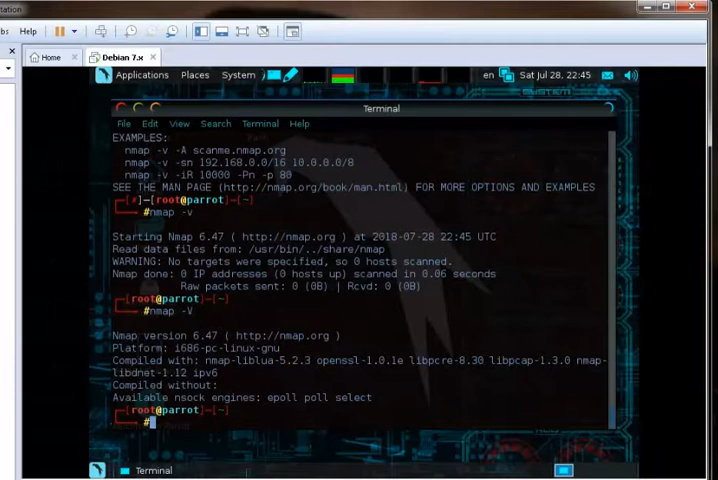 tation
bs Help
Home Debian 7.x
Applications Places System en Sat Jul 28, 22:45
Terminal
File Edit View Search Terminal Help
EXAMPLES:
nmap -v -A scanme.nmap.org
nmap -v -sn 192.168.0.0/16 10.0.0.0/8
nmap -v -iR 10000 -Pn -p 80
SEE THE MAN PAGE (http://nmap.org/book/man.html) FOR MORE OPTIONS AND EXAMPLES
[x]-[root@parrot]-[~]
#nmap -v
Starting Nmap 6.47 ( http://nmap.org ) at 2018-07-28 22:45 UTC
Read data files from: /usr/bin/../share/nmap
WARNING: No targets were specified, so 0 hosts scanned.
Nmap done: 0 IP addresses (0 hosts up) scanned in 0.06 seconds
Raw packets sent: 0 (0B) | Rcvd: 0 (0B)
[root@parrot]-[~]
#nmap -V
Nmap version 6.47 ( http://nmap.org )
Platform: i686-pc-linux-gnu
Compiled with: nmap-liblua-5.2.3 openssl-1.0.1e libpcre-8.30 libpcap-1.3.0 nmap-
libdnet-1.12 ipv6
Compiled without:
Available nsock engines: epoll poll select
[root@parrot]-[~]
#
Terminal